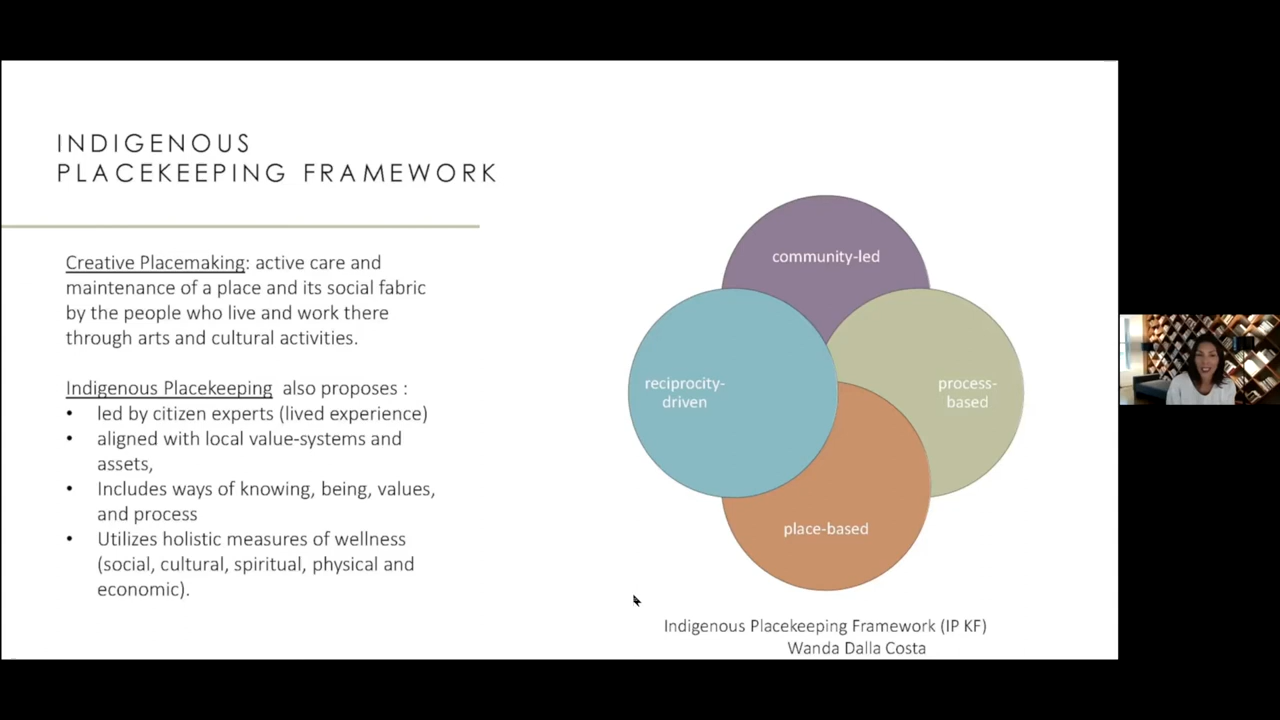 INDIGENOUS
PLACEKEEPING FRAMEWORK
Creative Placemaking: active care and
maintenance of a place and its social fabric
by the people who live and work there
through arts and cultural activities.
Indigenous Placekeeping also proposes :
• led by citizen experts (lived experience)
• aligned with local value-systems and
assets,
• Includes ways of knowing, being, values,
and process
• Utilizes holistic measures of wellness
(social, cultural, spiritual, physical and
economic).
community-led
reciprocity-
driven
process-
based
place-based
Indigenous Placekeeping Framework (IP KF)
Wanda Dalla Costa